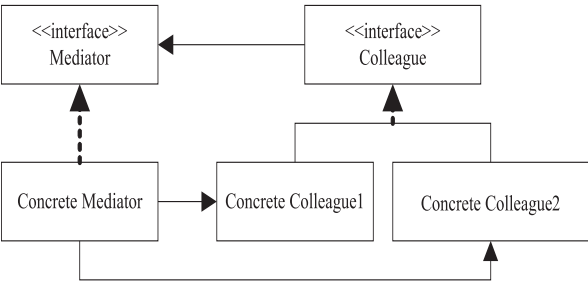 <<interface>>
Mediator
<<interface>>
Colleague
Concrete Mediator
Concrete Colleague1
Concrete Colleague2